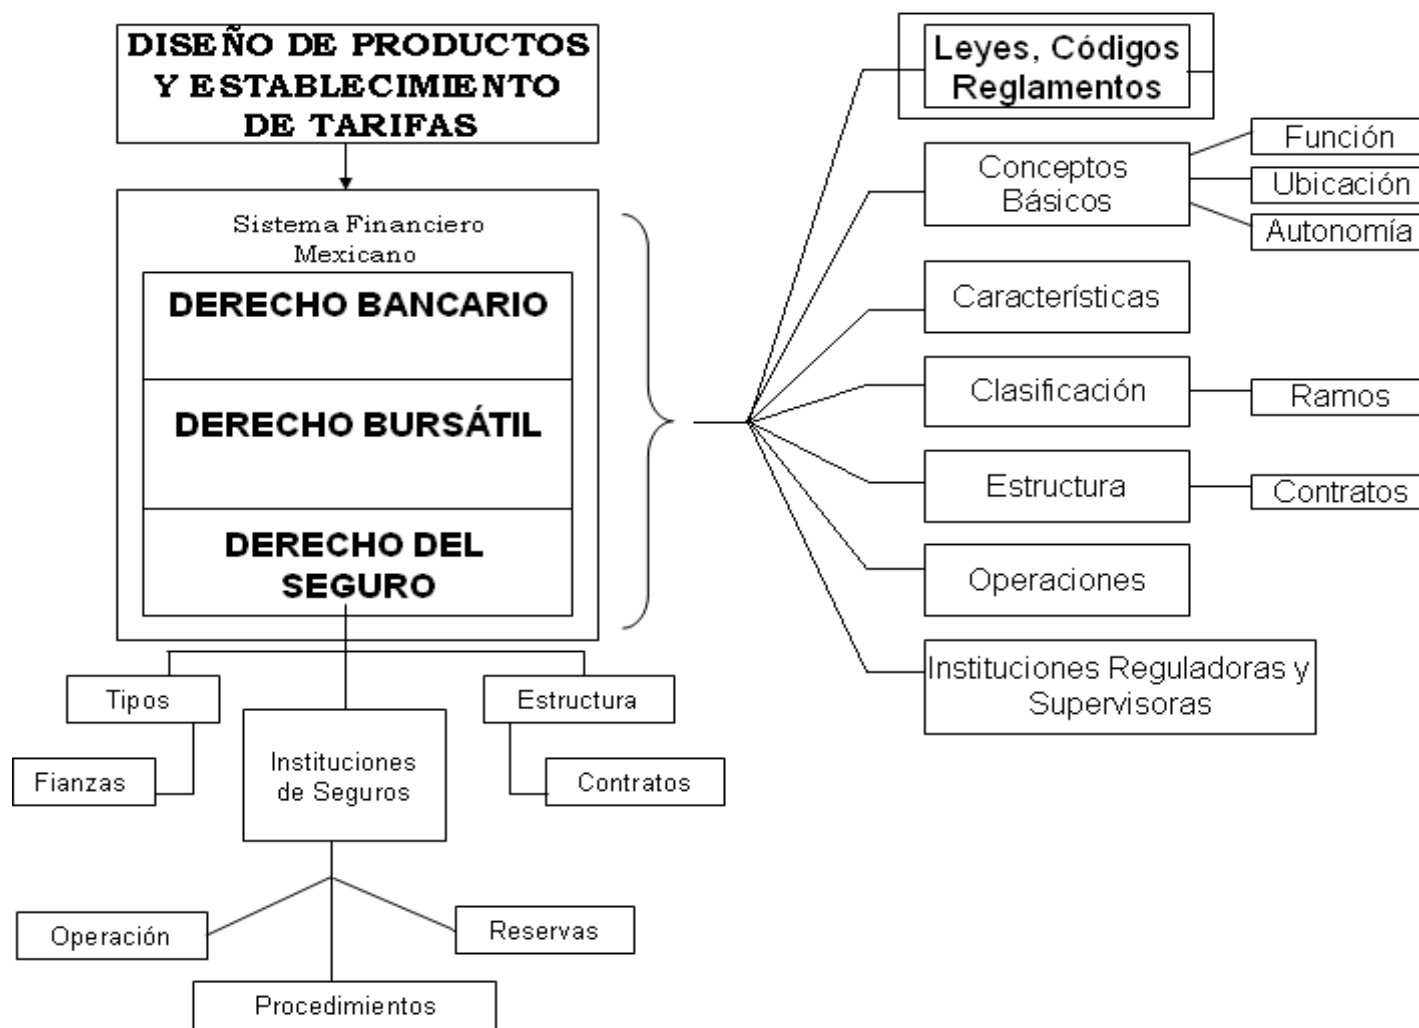 DISEÑO DE PRODUCTOS
Y ESTABLECIMIENTO
DE TARIFAS
Sistema Financiero
Mexicano
DERECHO BANCARIO
DERECHO BURSÁTIL
DERECHO DEL
SEGURO
Tipos
Estructura
Fianzas
Instituciones
de Seguros
Contratos
Operación
Reservas
Procedimientos
Leyes, Códigos
Reglamentos
Conceptos
Básicos
Función
Ubicación
Autonomía
Características
Clasificación
Ramos
Estructura
Contratos
Operaciones
Instituciones Reguladoras y
Supervisoras